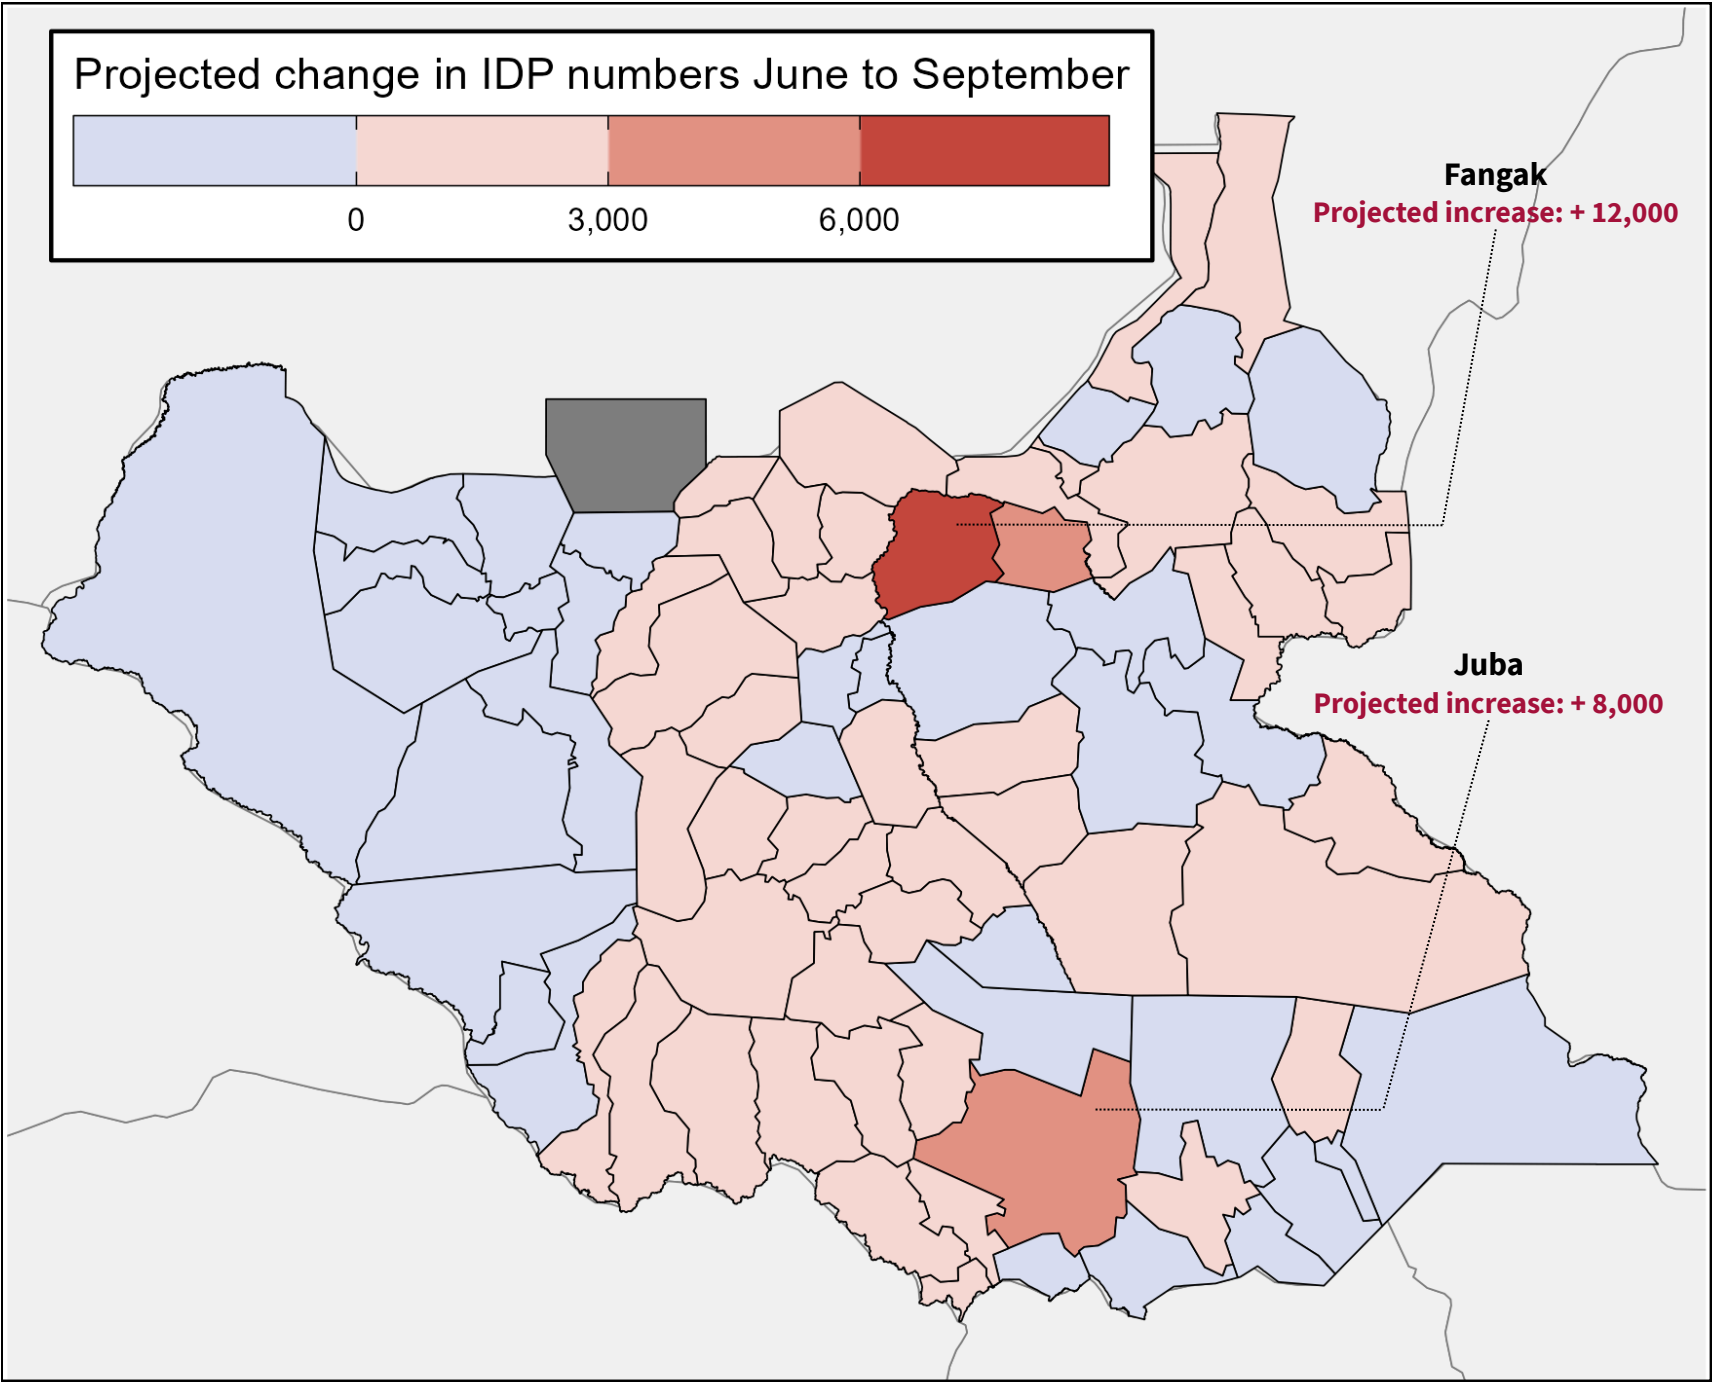 Projected change in IDP numbers June to September
0 3,000 6,000
Fangak
Projected increase: + 12,000
Juba
Projected increase: + 8,000